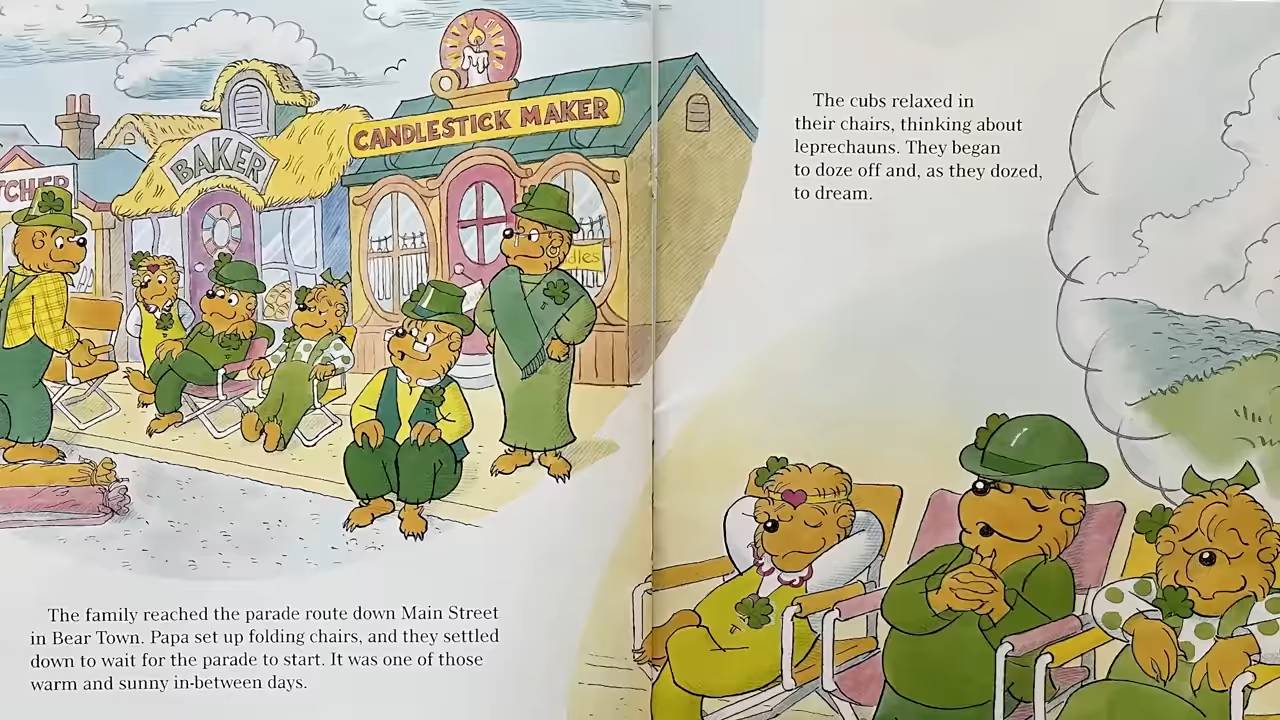 TCHER
BAKER
CANDLESTICK MAKER
dles
The family reached the parade route down Main Street
in Bear Town. Papa set up folding chairs, and they settled
down to wait for the parade to start. It was one of those
warm and sunny in-between days.
The cubs relaxed in
their chairs, thinking about
leprechauns. They began
to doze off and, as they dozed,
to dream.